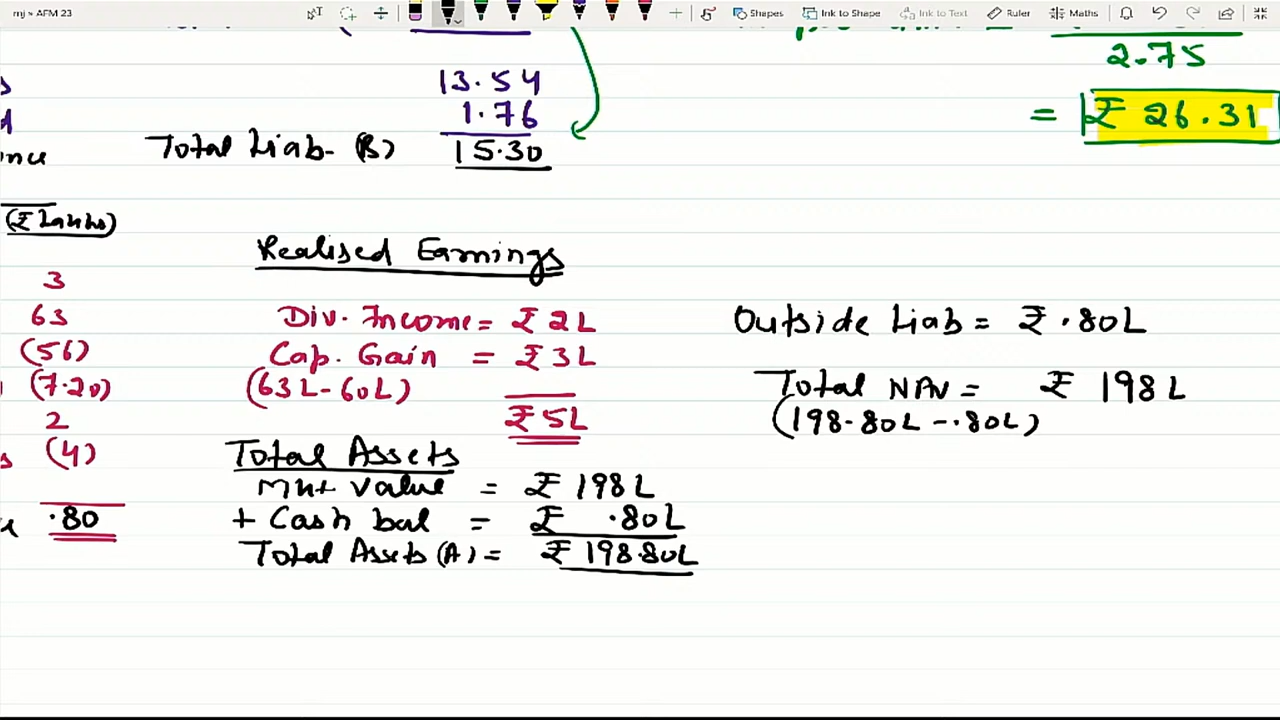 mj » AFM 23
Shapes Ink to Shape Ink to Text Ruler Maths
2.75
13.54
1.76
= ₹ 26.31
Total Liab- (B) 15.30
(₹ Lakhs)
Realised Earnings
3
63 Div. Income = ₹ 2L
Outside Liab = ₹ .80L
(56) Cap. Gain = ₹ 3L
(7.20) (63L-60L)
Total NAV = ₹ 198L
2 ₹ 5L
(198.80L - .80L)
(4) Total Assets
Mkt Value = ₹ 198L
.80 + Cash bal = ₹ .80L
Total Assets (A) = ₹ 198.80L